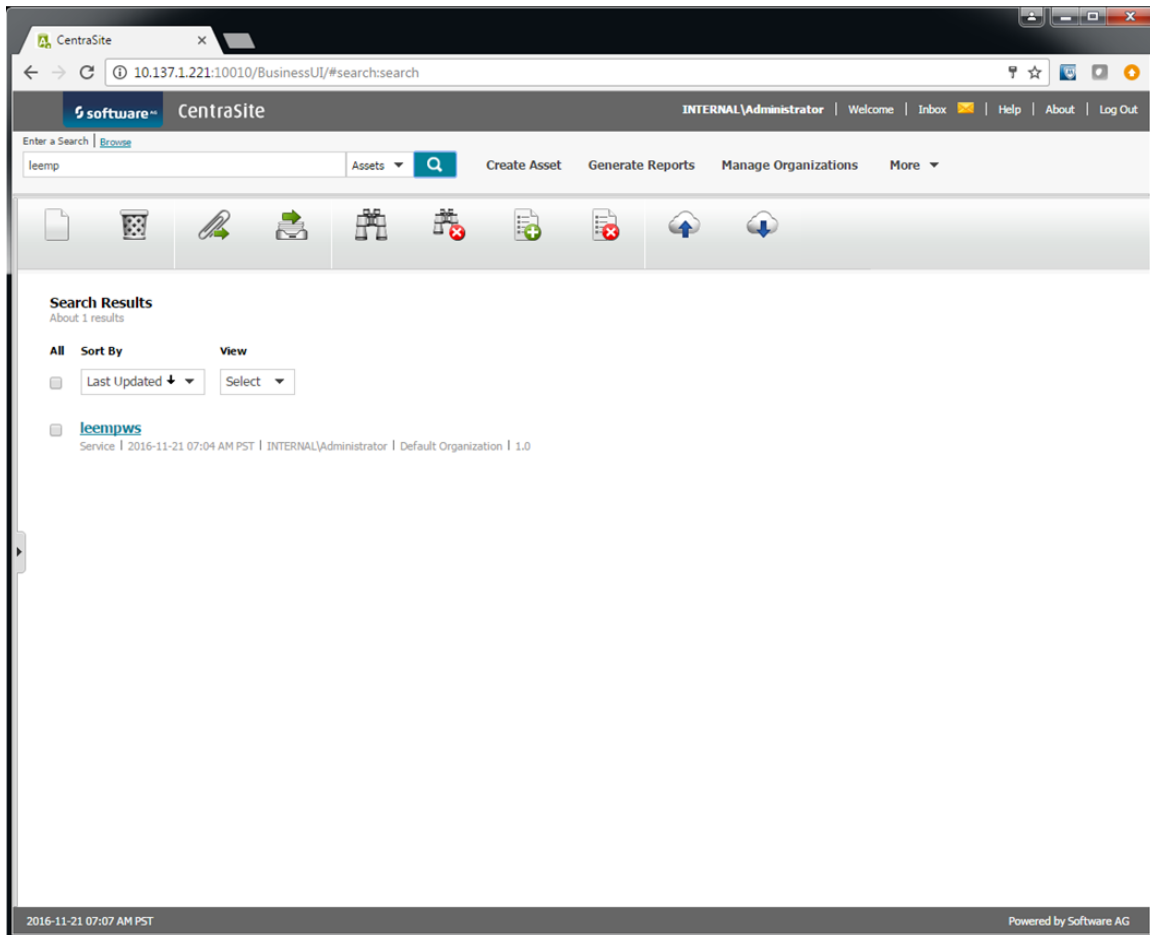 CentraSite
10.137.1.221:10010/BusinessUI/#search:search
software AG CentraSite INTERNAL\Administrator | Welcome | Inbox | Help | About | Log Out
Enter a Search | Browse
leemp Assets Create Asset Generate Reports Manage Organizations More
Search Results
About 1 results
All Sort By View
Last Updated Select
leempws
Service | 2016-11-21 07:04 AM PST | INTERNAL\Administrator | Default Organization | 1.0
2016-11-21 07:07 AM PST Powered by Software AG